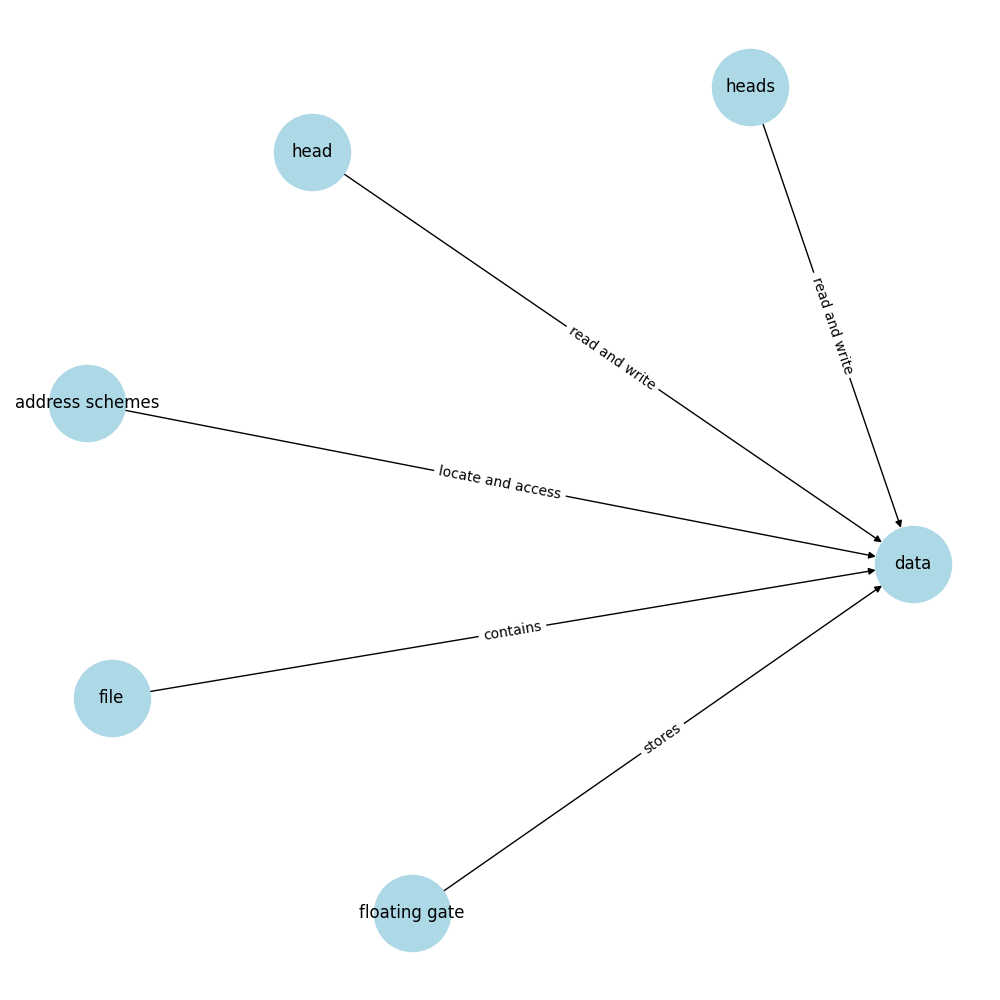 heads
head
read and write
read and write
address schemes
locate and access
data
contains
file
stores
floating gate